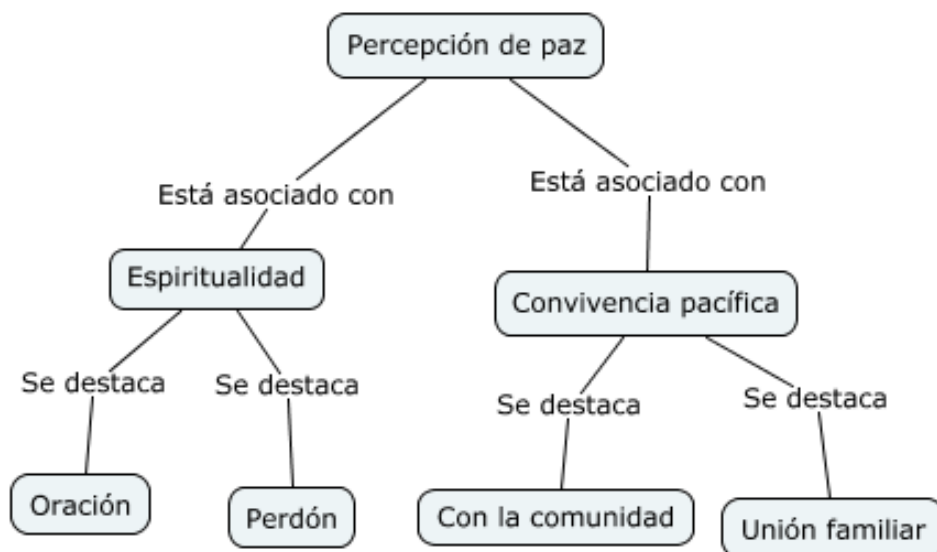 Percepción de paz
Está asociado con
Está asociado con
Espiritualidad
Convivencia pacífica
Se destaca
Se destaca
Se destaca
Se destaca
Oración
Perdón
Con la comunidad
Unión familiar